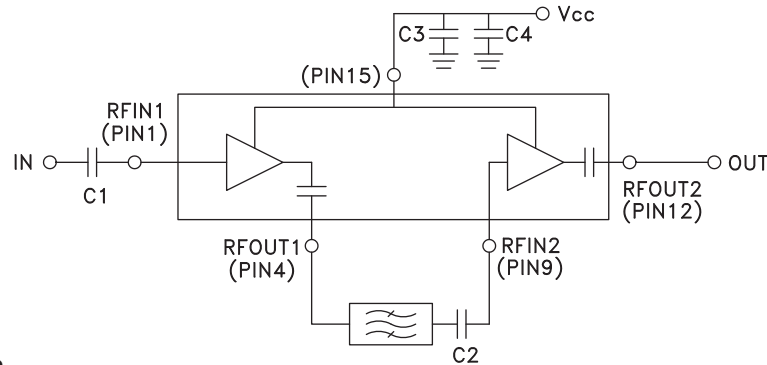 Vcc
C3
C4
(PIN15)
RFIN1
(PIN1)
IN
C1
OUT
RFOUT2
(PIN12)
RFOUT1
(PIN4)
RFIN2
(PIN9)
C2